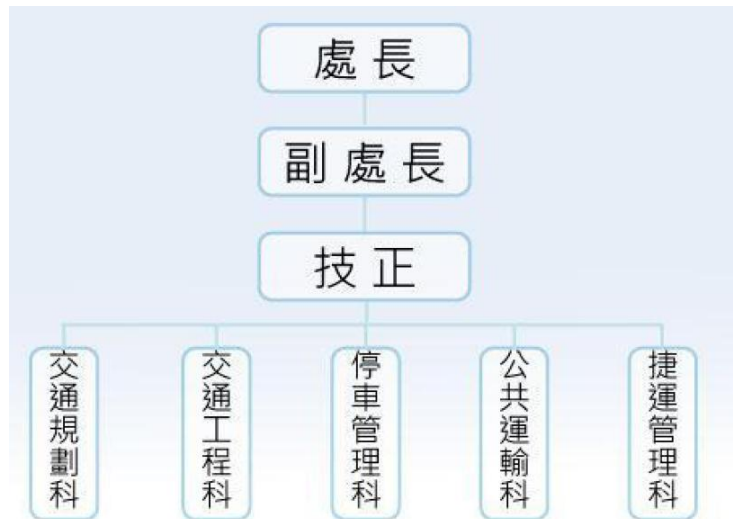 處長
副處長
技正
交通規劃科
交通工程科
停車管理科
公共運輸科
捷運管理科